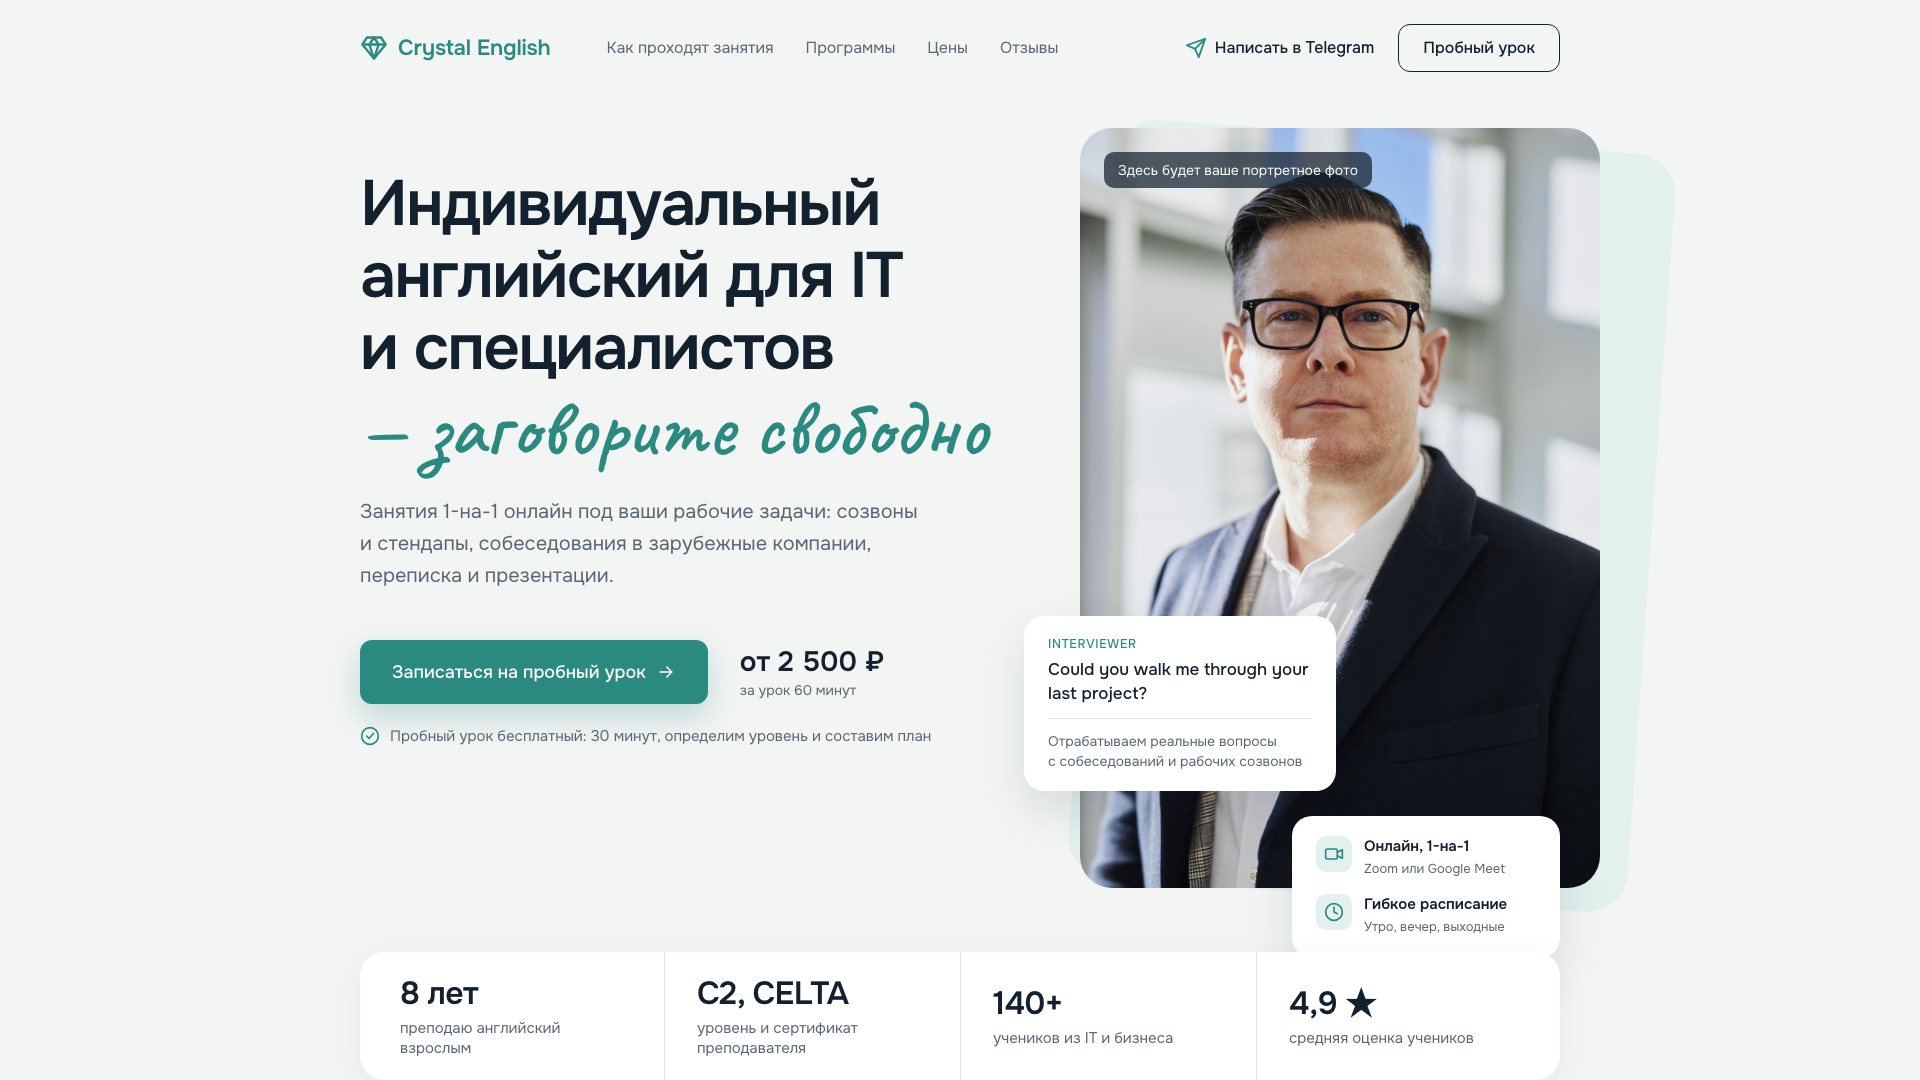 Crystal English
Как проходят занятия
Программы
Цены
Отзывы
Написать в Telegram
Пробный урок
Индивидуальный
английский для IT
и специалистов
— заговорите свободно
Занятия 1-на-1 онлайн под ваши рабочие задачи: созвоны
и стендапы, собеседования в зарубежные компании,
переписка и презентации.
Записаться на пробный урок →
от 2 500 ₽
за урок 60 минут
Пробный урок бесплатный: 30 минут, определим уровень и составим план
Здесь будет ваше портретное фото
INTERVIEWER
Could you walk me through your
last project?
Отрабатываем реальные вопросы
с собеседований и рабочих созвонов
Онлайн, 1-на-1
Zoom или Google Meet
Гибкое расписание
Утро, вечер, выходные
8 лет
преподаю английский
взрослым
C2, CELTA
уровень и сертификат
преподавателя
140+
учеников из IT и бизнеса
4,9 ★
средняя оценка учеников